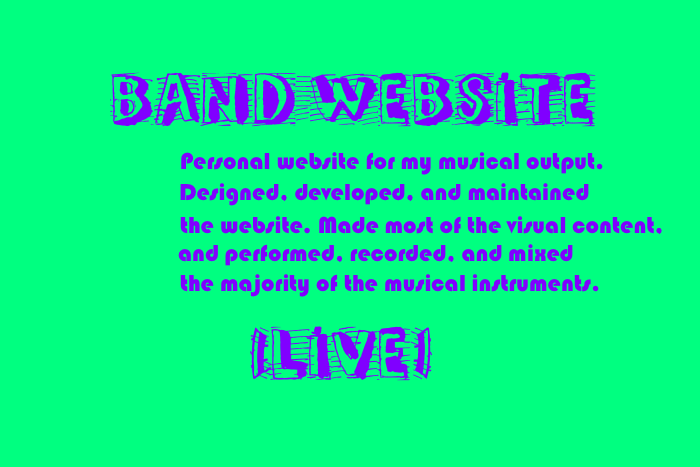 BAND WEBSITE
Personal website for my musical output.
Designed, developed, and maintained
the website. Made most of the visual content,
and performed, recorded, and mixed
the majority of the musical instruments.
(LIVE)